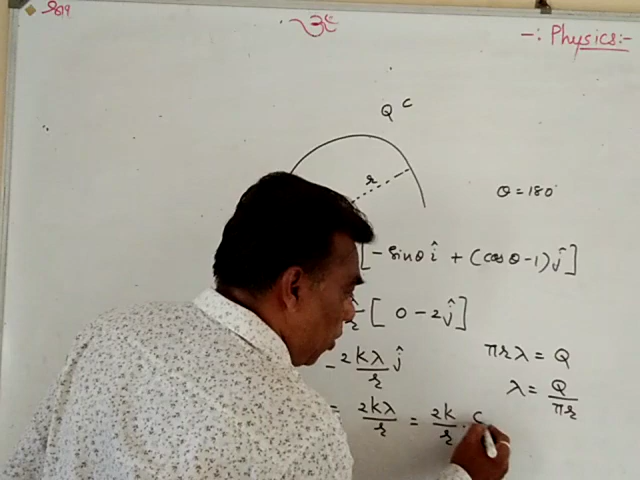 -: Physics:-
Q c
r
θ = 180°
[- sinθ î + (cosθ - 1) ĵ]
[ 0 - 2ĵ ]
- 2kλ/r ĵ
πrλ = Q
λ = Q/πr
= 2kλ/r = 2k/r ·